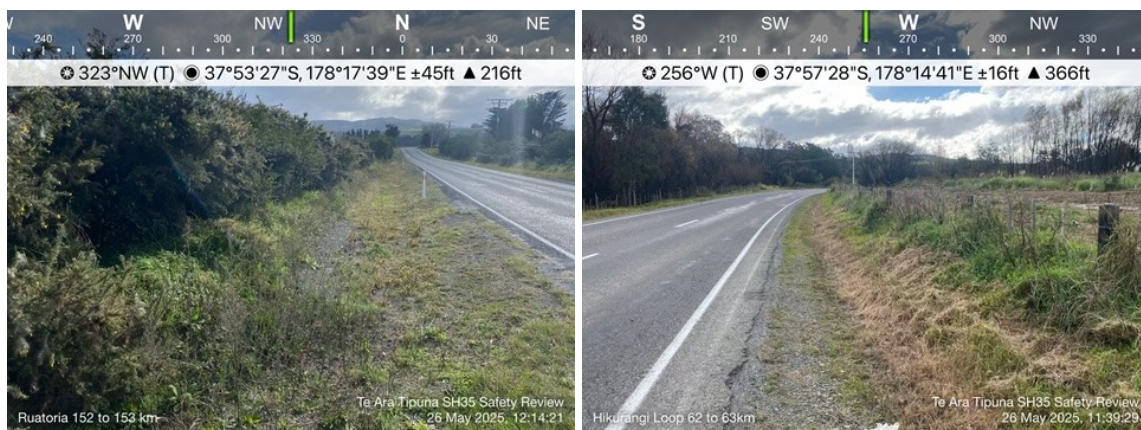 W
W
NW
N
NE
240
270
300
330
0
30
323°NW (T) 37°53'27"S, 178°17'39"E ±45ft ▲ 216ft
Te Ara Tipuna SH35 Safety Review
Ruatoria 152 to 153 km
26 May 2025, 12:14:21
S
SW
W
NW
180
210
240
270
300
330
256°W (T) 37°57'28"S, 178°14'41"E ±16ft ▲ 366ft
Te Ara Tipuna SH35 Safety Review
Hikurangi Loop 62 to 63km
26 May 2025, 11:39:29